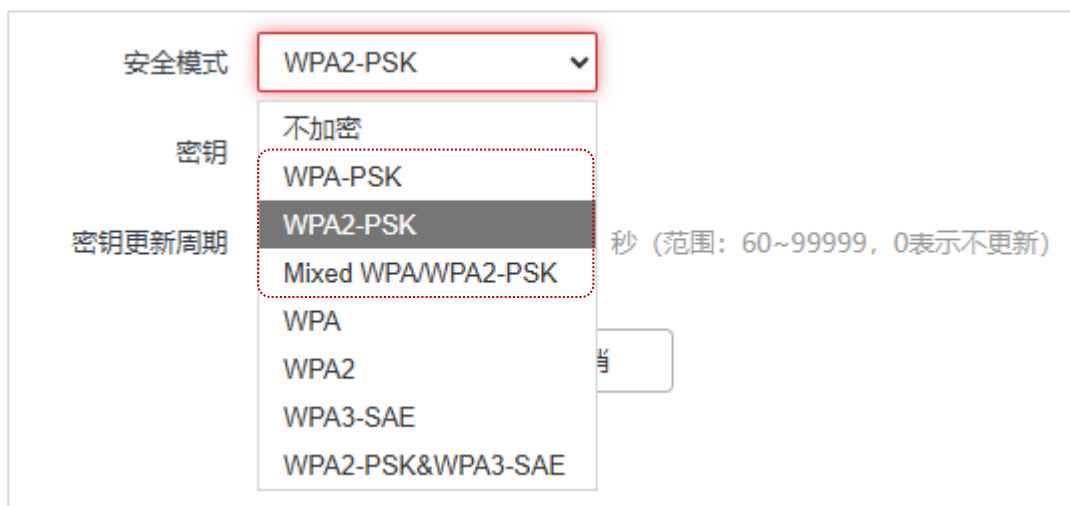 安全模式 WPA2-PSK
不加密
密钥
WPA-PSK
WPA2-PSK
密钥更新周期 秒 (范围：60~99999，0表示不更新)
Mixed WPA/WPA2-PSK
WPA
WPA2
WPA3-SAE
WPA2-PSK&WPA3-SAE